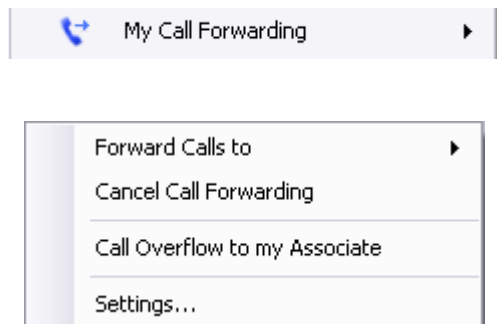 My Call Forwarding
Forward Calls to
Cancel Call Forwarding
Call Overflow to my Associate
Settings...